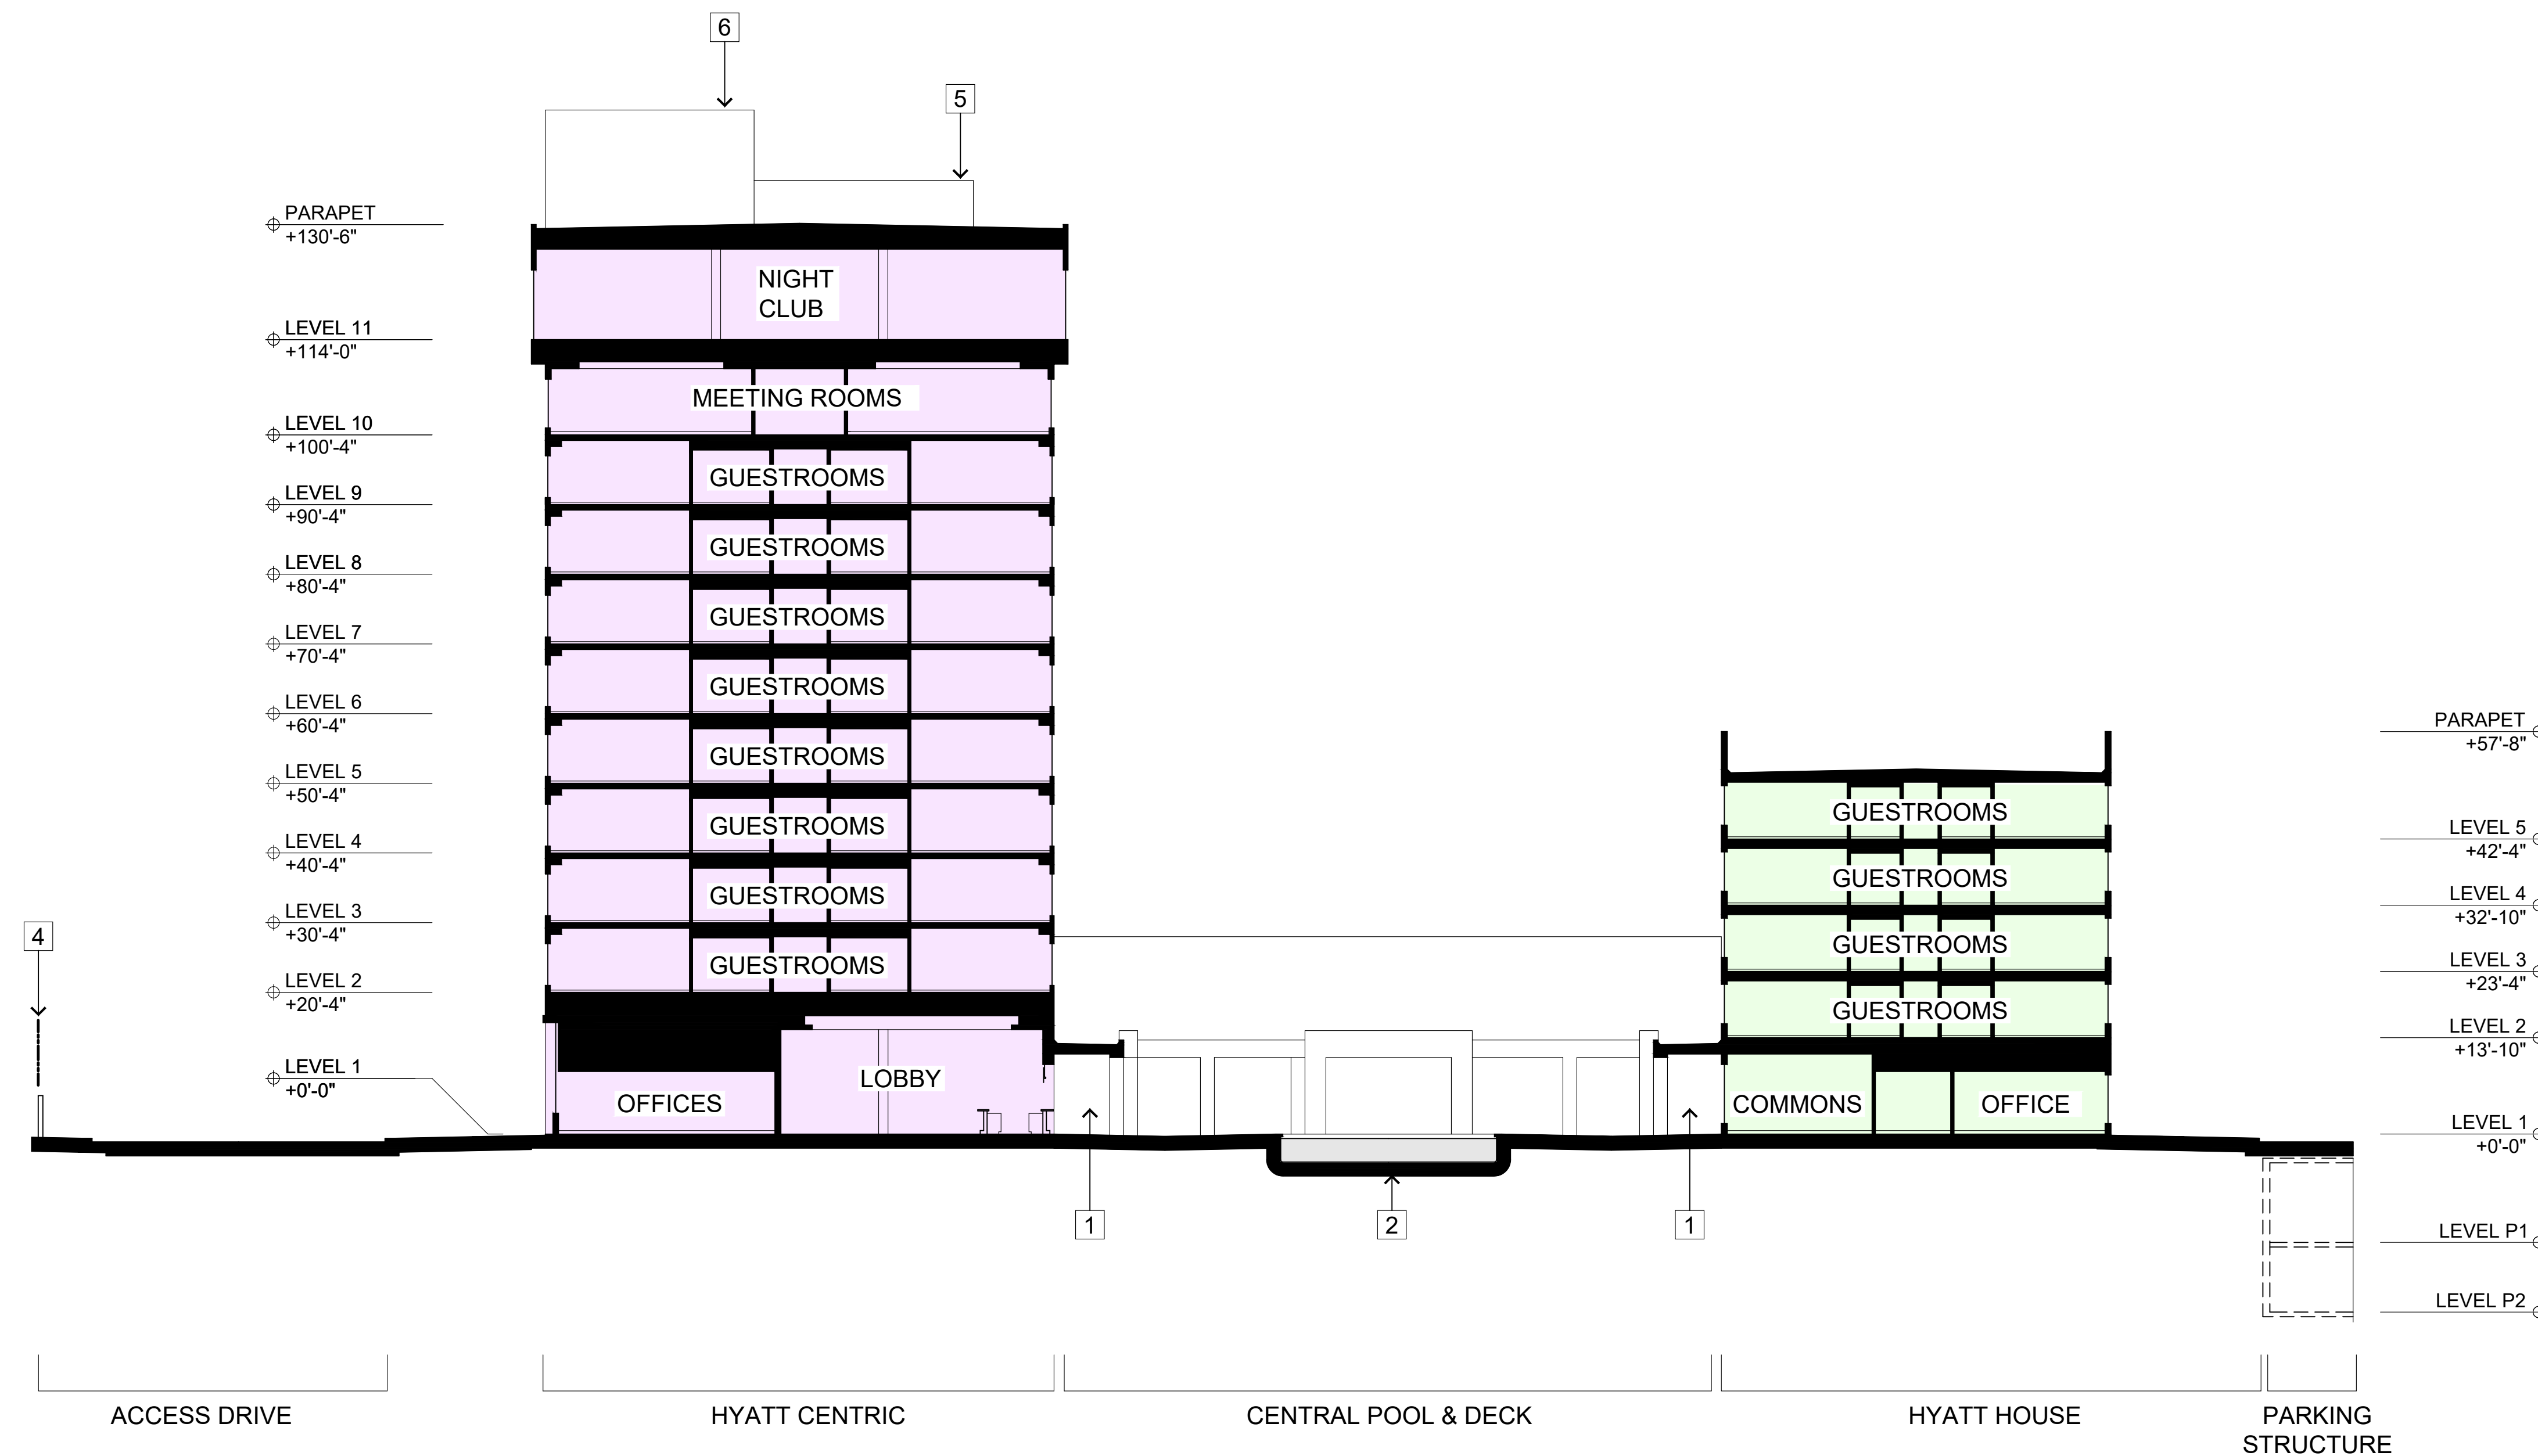 6
5
PARAPET
+130'-6"
NIGHT
CLUB
LEVEL 11
+114'-0"
MEETING ROOMS
LEVEL 10
+100'-4"
GUESTROOMS
LEVEL 9
+90'-4"
GUESTROOMS
LEVEL 8
+80'-4"
GUESTROOMS
LEVEL 7
+70'-4"
GUESTROOMS
LEVEL 6
+60'-4"
GUESTROOMS
LEVEL 5
+50'-4"
GUESTROOMS
LEVEL 4
+40'-4"
GUESTROOMS
LEVEL 3
+30'-4"
GUESTROOMS
LEVEL 2
+20'-4"
4
LEVEL 1
+0'-0"
OFFICES
LOBBY
PARAPET
+57'-8"
GUESTROOMS
LEVEL 5
+42'-4"
GUESTROOMS
LEVEL 4
+32'-10"
GUESTROOMS
LEVEL 3
+23'-4"
GUESTROOMS
LEVEL 2
+13'-10"
COMMONS
OFFICE
LEVEL 1
+0'-0"
1
2
1
LEVEL P1
LEVEL P2
ACCESS DRIVE
HYATT CENTRIC
CENTRAL POOL & DECK
HYATT HOUSE
PARKING
STRUCTURE